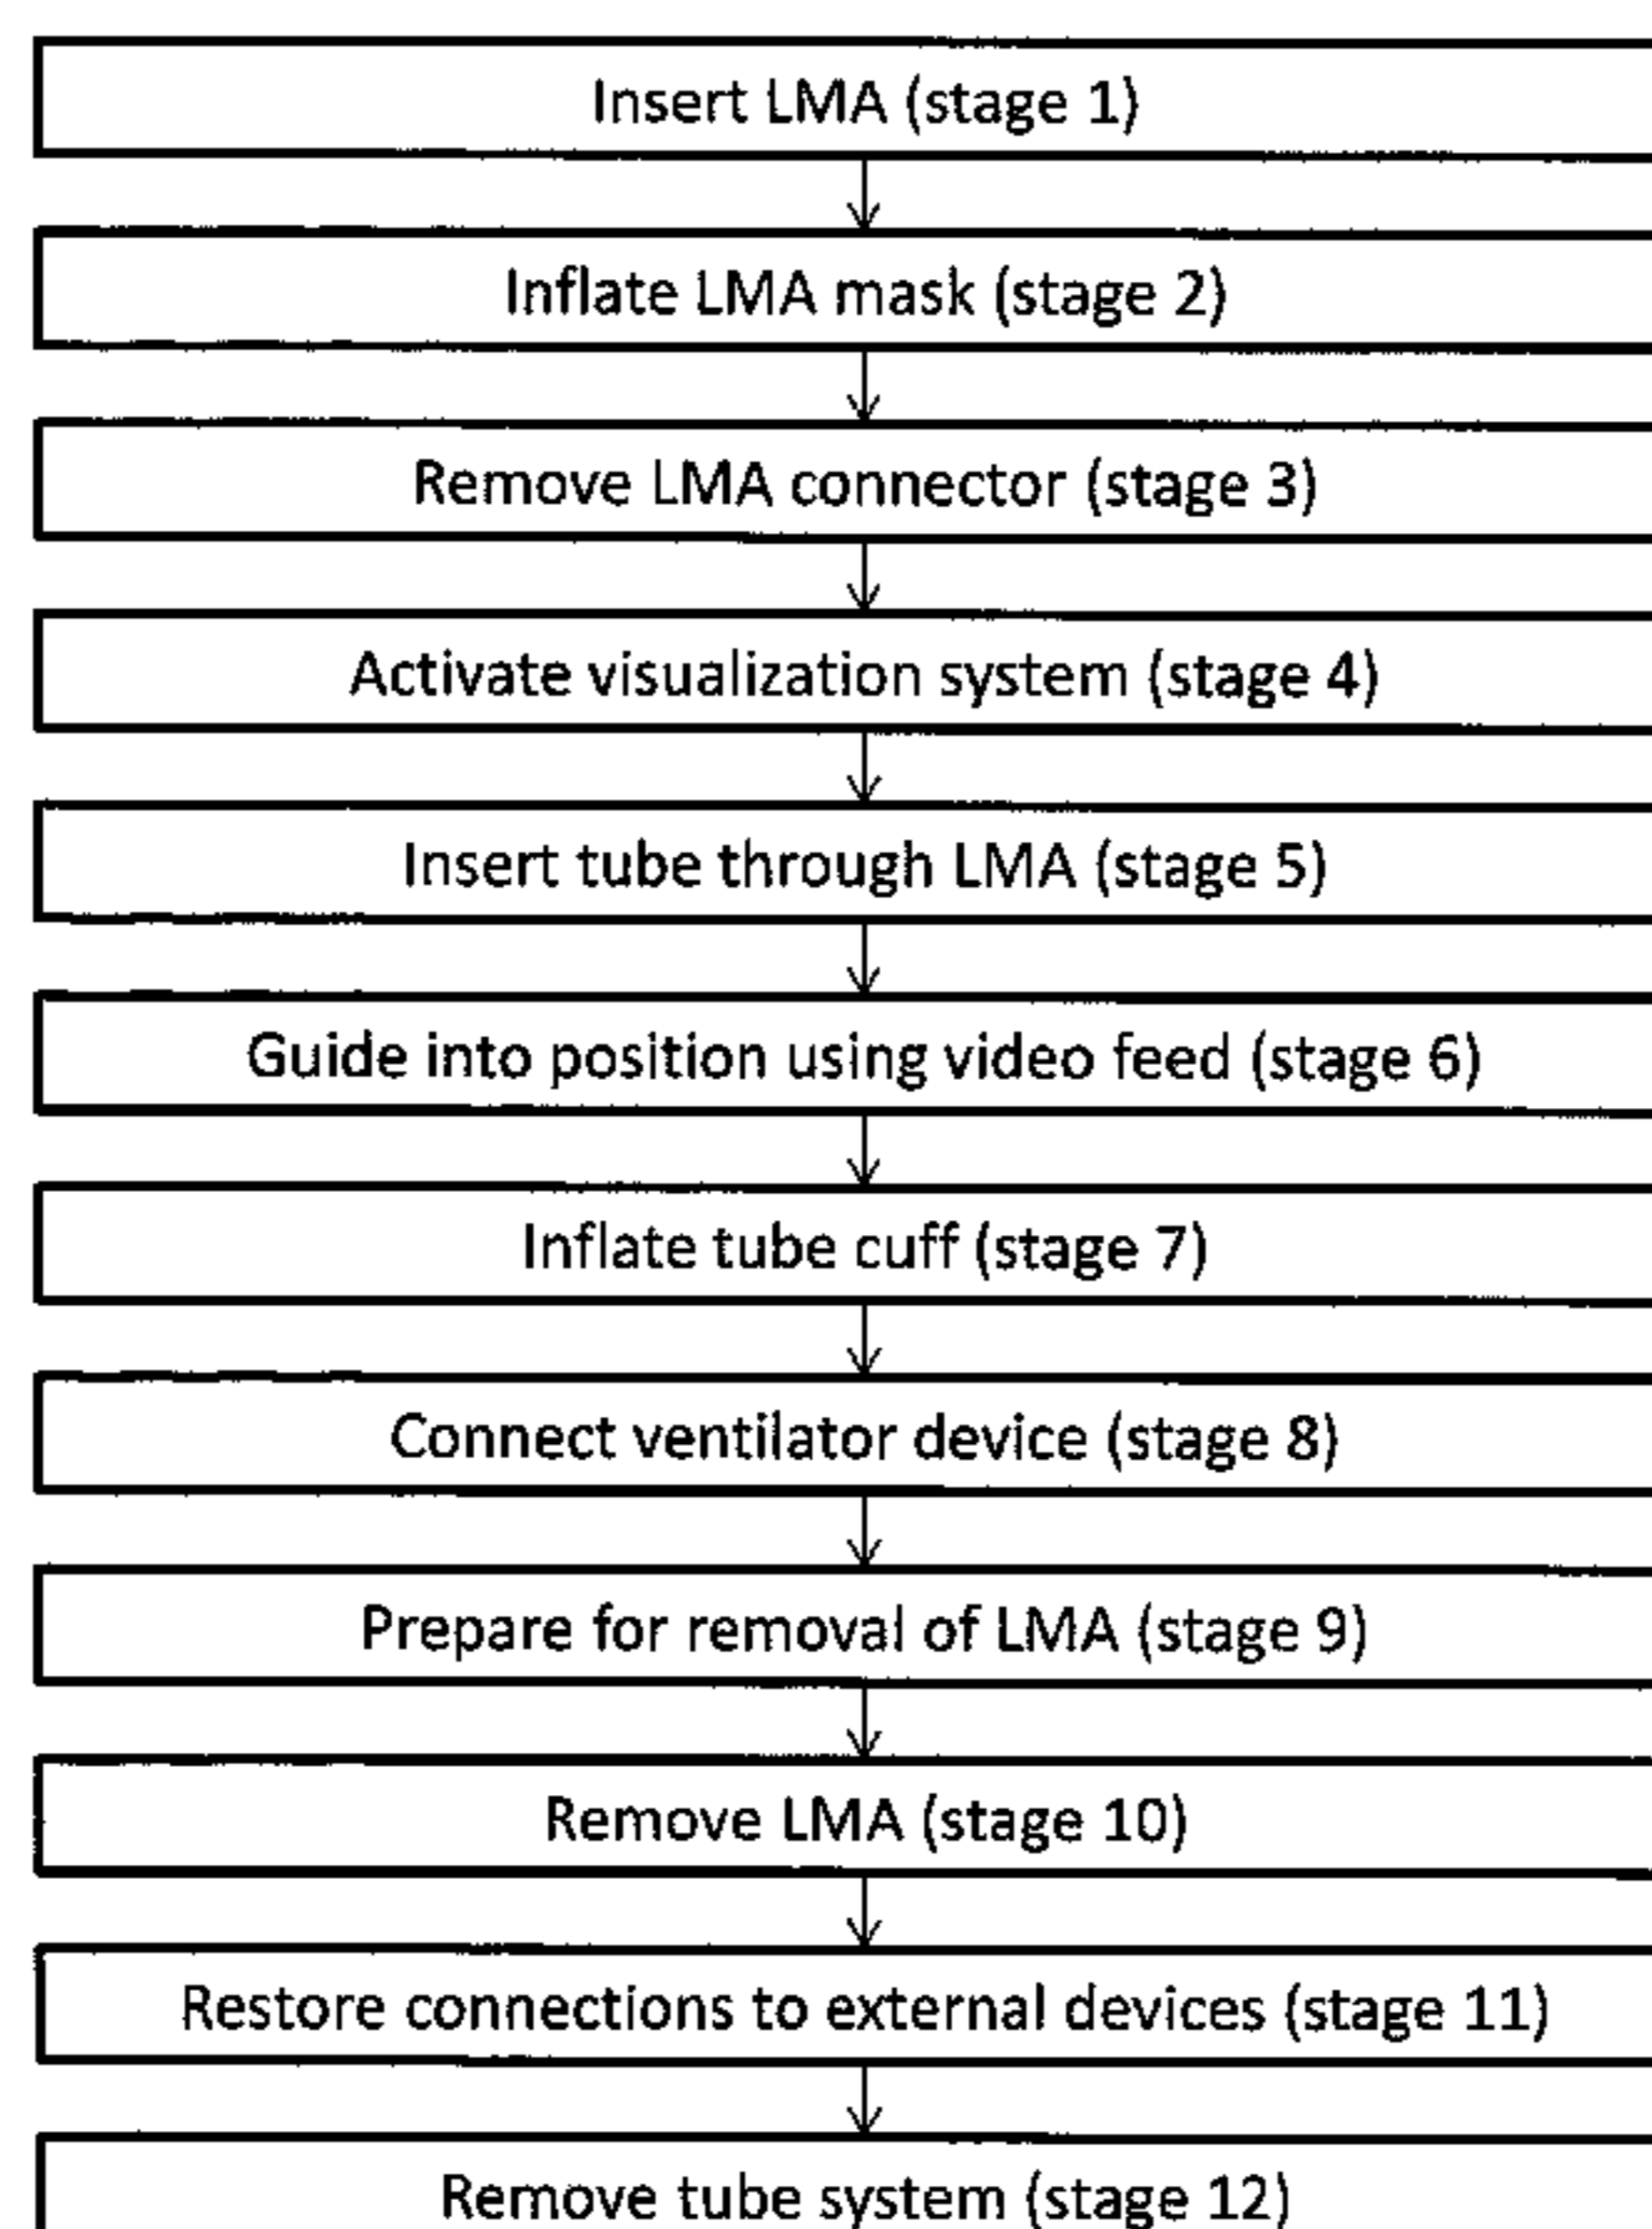 Insert LMA (stage 1)
Inflate LMA mask (stage 2)
Remove LMA connector (stage 3)
Activate visualization system (stage 4)
Insert tube through LMA (stage 5)
Guide into position using video feed (stage 6)
Inflate tube cuff (stage 7)
Connect ventilator device (stage 8)
Prepare for removal of LMA (stage 9)
Remove LMA (stage 10)
Restore connections to external devices (stage 11)
Remove tube system (stage 12)